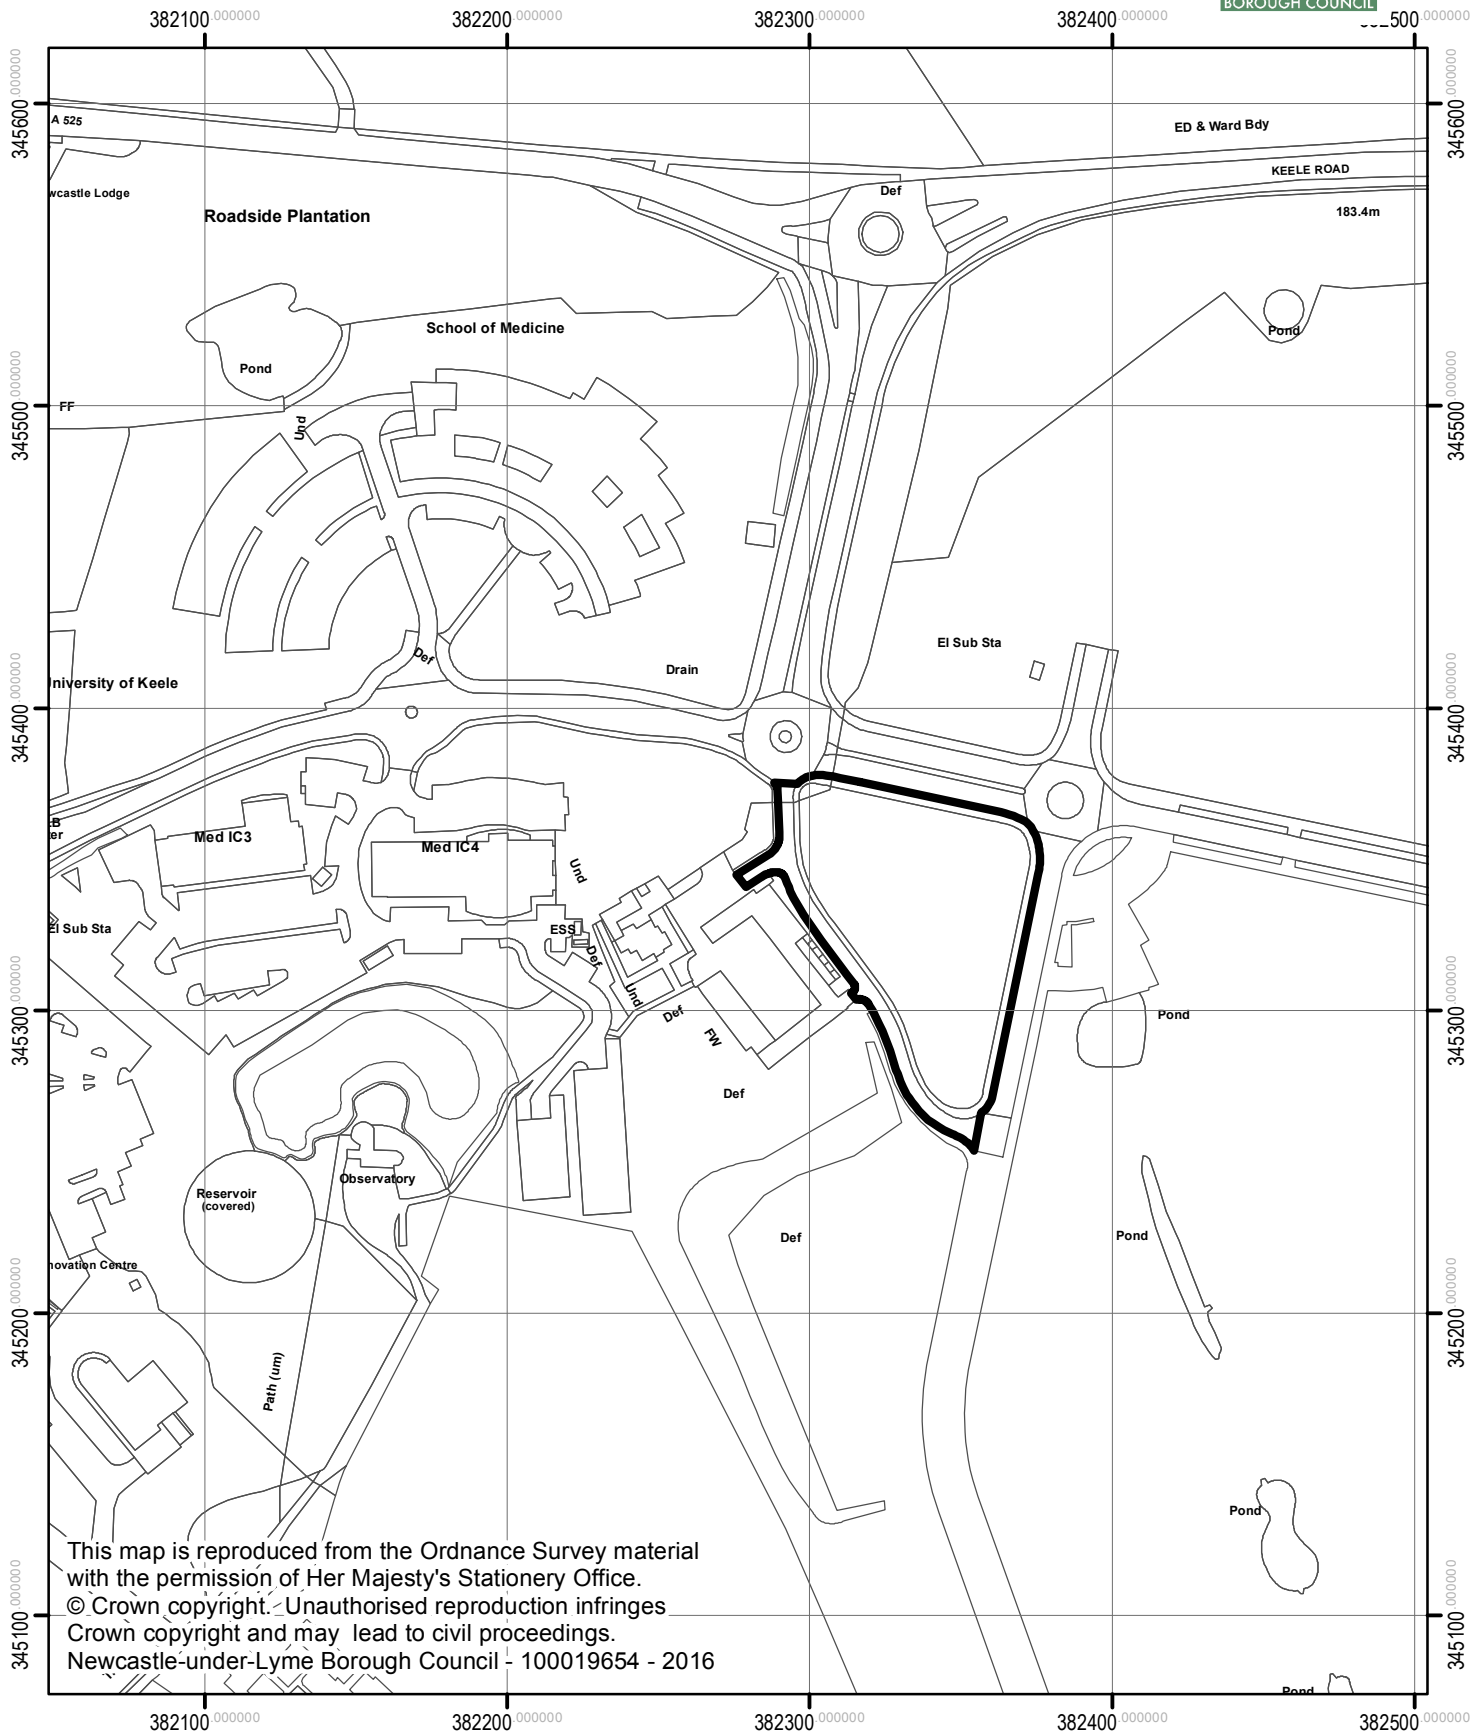 BOROUGH COUNCIL
382100.000000
382200.000000
382300.000000
382400.000000
500.000000
345600.000000
345600.000000
A 525
ED & Ward Bdy
KEELE ROAD
wcastle Lodge
Def
Roadside Plantation
183.4m
School of Medicine
Pond
Pond
345500.000000
FF
Und
345500.000000
El Sub Sta
Def
Drain
niversity of Keele
345400.000000
345400.000000
B
er
Med IC3
Med IC4
Und
El Sub Sta
ESS
Def
Und
Def
FW
345300.000000
Pond
345300.000000
Def
Observatory
Reservoir
(covered)
Def
Pond
novation Centre
345200.000000
345200.000000
Path (um)
Pond
This map is reproduced from the Ordnance Survey material
with the permission of Her Majesty's Stationery Office.
© Crown copyright. Unauthorised reproduction infringes
Crown copyright and may lead to civil proceedings.
Newcastle-under-Lyme Borough Council - 100019654 - 2016
345100.000000
345100.000000
Pond
382100.000000
382200.000000
382300.000000
382400.000000
382500.000000